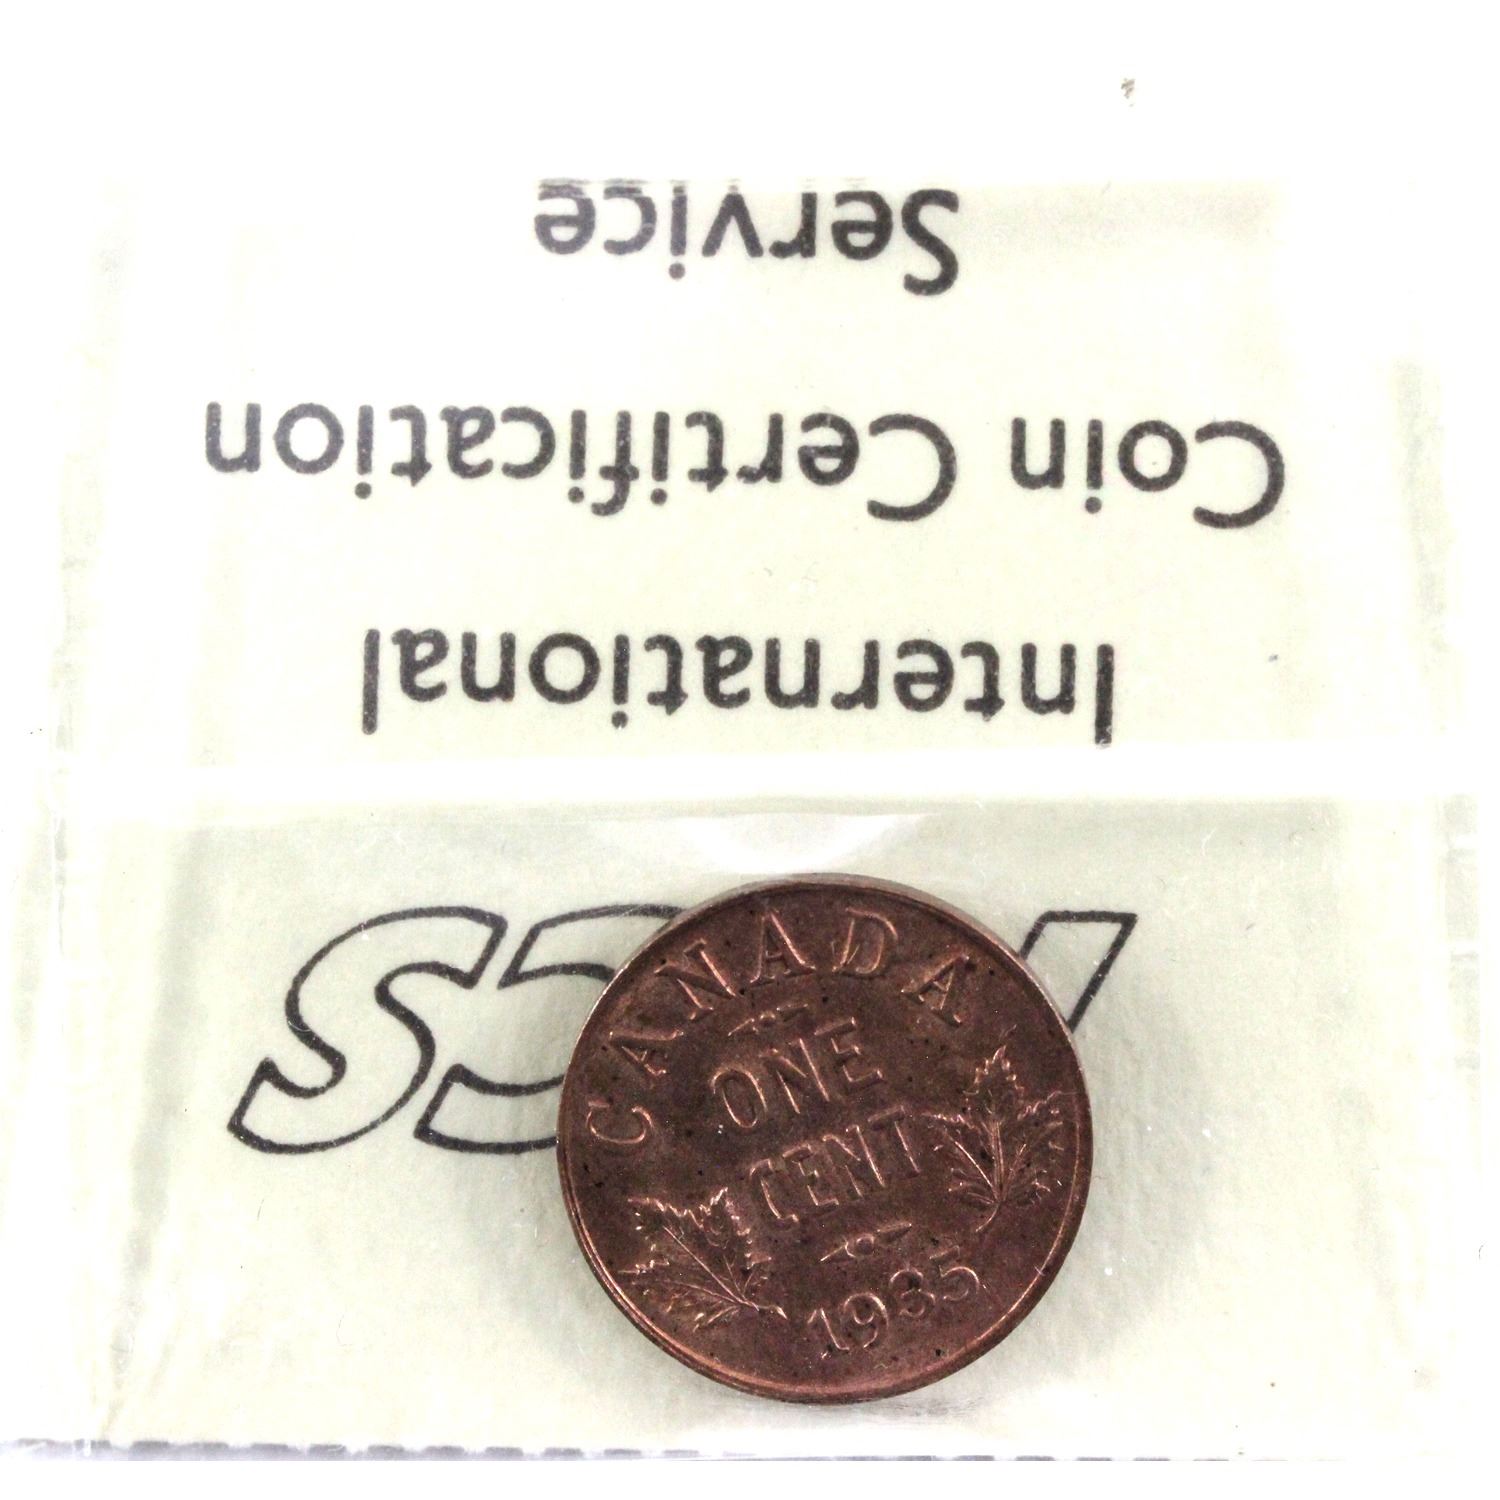 International
Coin Certification
Service
ICCS
CANADA
ONE
CENT
1935